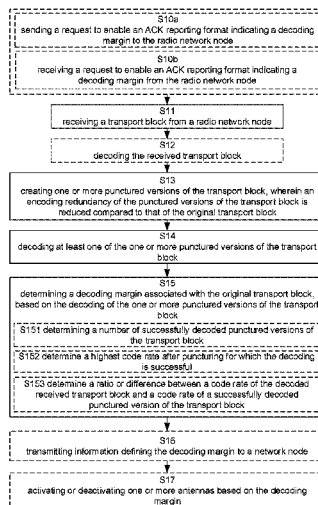 S10a
sending a request to enable an ACK reporting format indicating a decoding
margin to the radio network node
S10b
receiving a request to enable an ACK reporting format indicating a
decoding margin from the radio network node
S11
receiving a transport block from a radio network node
S12
decoding the received transport block
S13
creating one or more punctured versions of the transport block, wherein an
encoding redundancy of the punctured versions of the transport block is
reduced compared to that of the original transport block
S14
decoding at least one of the one or more punctured versions of the transport
block
S15
determining a decoding margin associated with the original transport block,
based on the decoding of the one or more punctured versions of the transport
block
S151 determining a number of successfully decoded punctured versions
of the transport block
S152 determine a highest code rate after puncturing for which the decoding
is successful
S153 determine a ratio or difference between a code rate of the decoded
received transport block and a code rate of a successfully decoded
punctured version of the transport block
S16
transmitting information defining the decoding margin to a network node
S17
activating or deactivating one or more antennas based on the decoding
margin